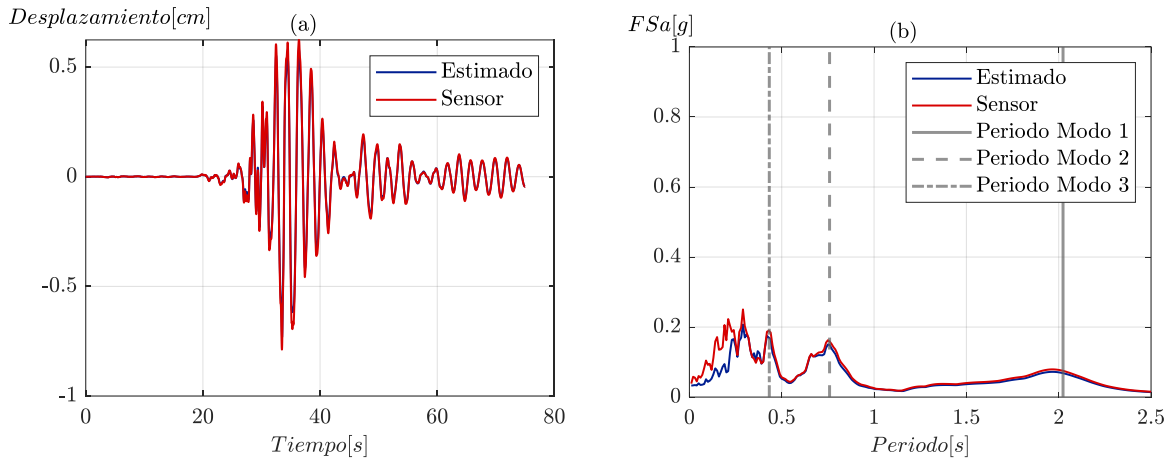 Desplazamiento[cm]
(a)
0.5
0
-0.5
-1
0
20
40
60
80
Tiempo[s]
Estimado
Sensor
FSa[g]
(b)
1
0.8
0.6
0.4
0.2
0
0
0.5
1
1.5
2
2.5
Periodo[s]
Estimado
Sensor
Periodo Modo 1
Periodo Modo 2
Periodo Modo 3